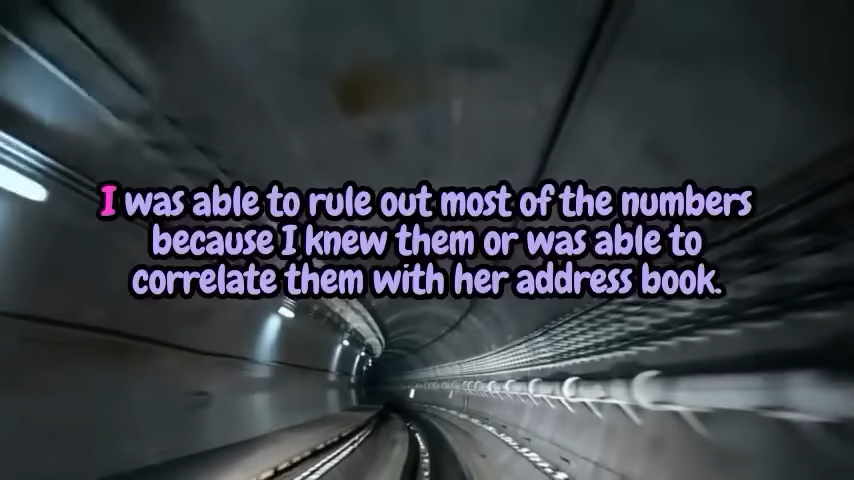 I was able to rule out most of the numbers
because I knew them or was able to
correlate them with her address book.